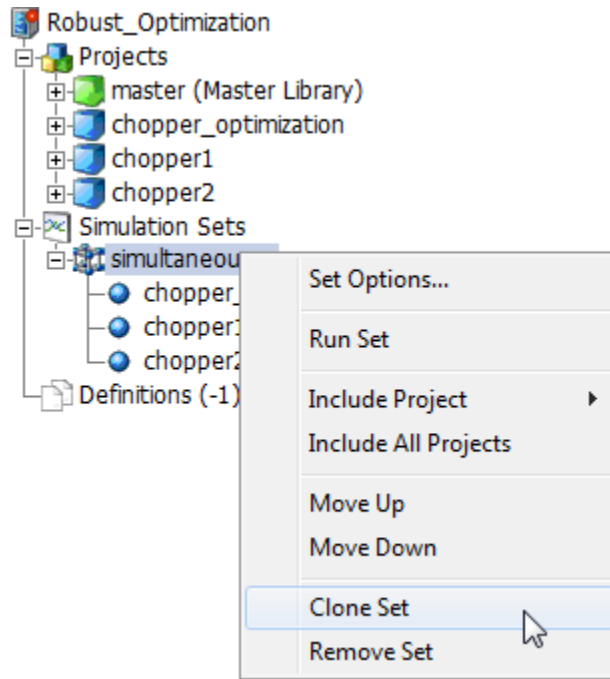 Robust_Optimization
Projects
master (Master Library)
chopper_optimization
chopper1
chopper2
Simulation Sets
simultaneou
chopper_
chopper1
chopper2
Definitions (-1)
Set Options...
Run Set
Include Project
Include All Projects
Move Up
Move Down
Clone Set
Remove Set